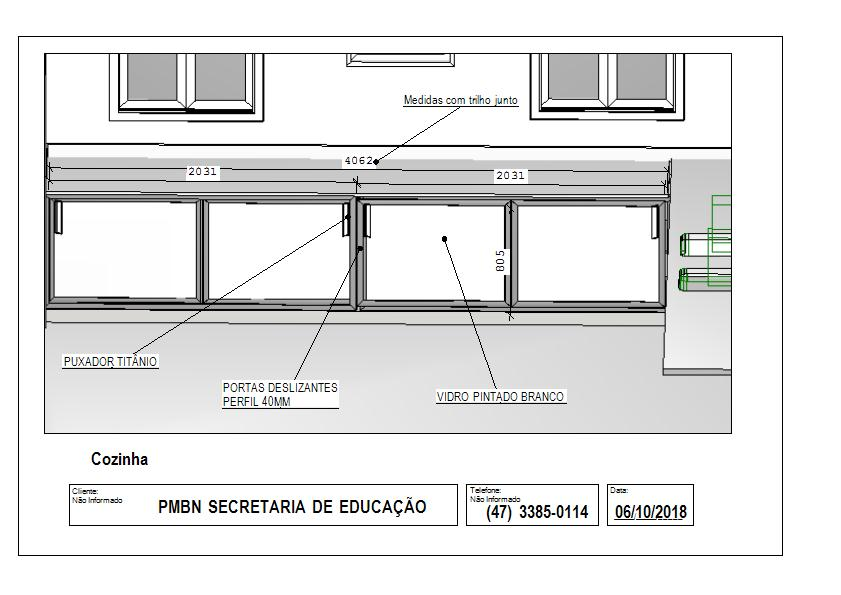 Medidas com trilho junto
4062
2031
2031
805
PUXADOR TITÂNIO
PORTAS DESLIZANTES
PERFIL 40MM
VIDRO PINTADO BRANCO
Cozinha
Cliente:
Não Informado
PMBN SECRETARIA DE EDUCAÇÃO
Telefone:
Não Informado
(47) 3385-0114
Data:
06/10/2018